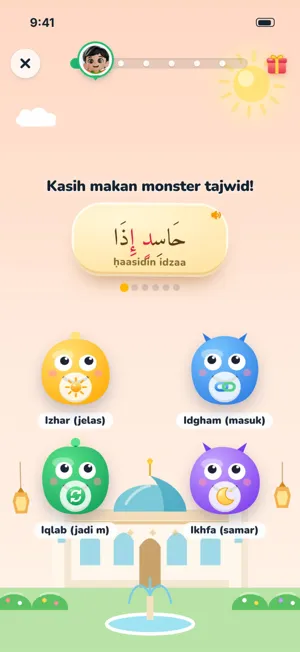 9:41
Kasih makan monster tajwid!
حَاسِدٍ إِذَا
ḥaasidin idzaa
Izhar (jelas)
Idgham (masuk)
Iqlab (jadi m)
Ikhfa (samar)